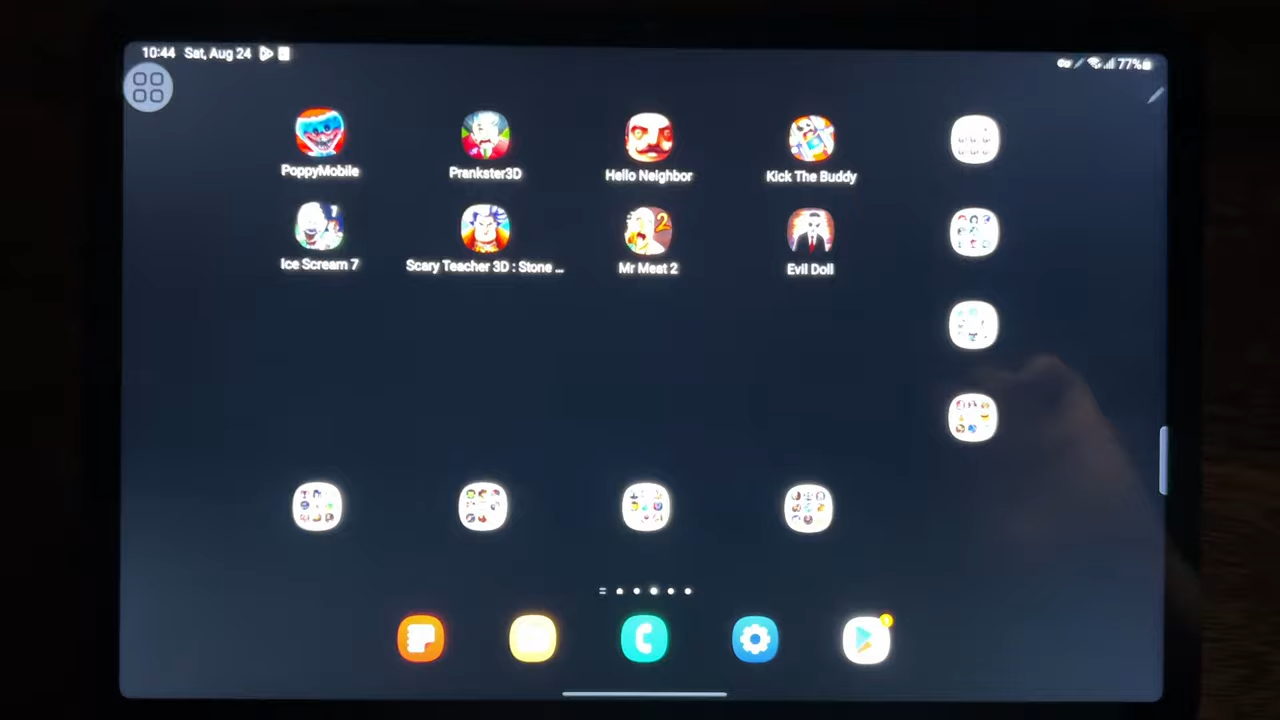 10:44 Sat, Aug 24
77%
PoppyMobile
Prankster3D
Hello Neighbor
Kick The Buddy
Ice Scream 7
Scary Teacher 3D : Stone ...
Mr Meat 2
Evil Doll